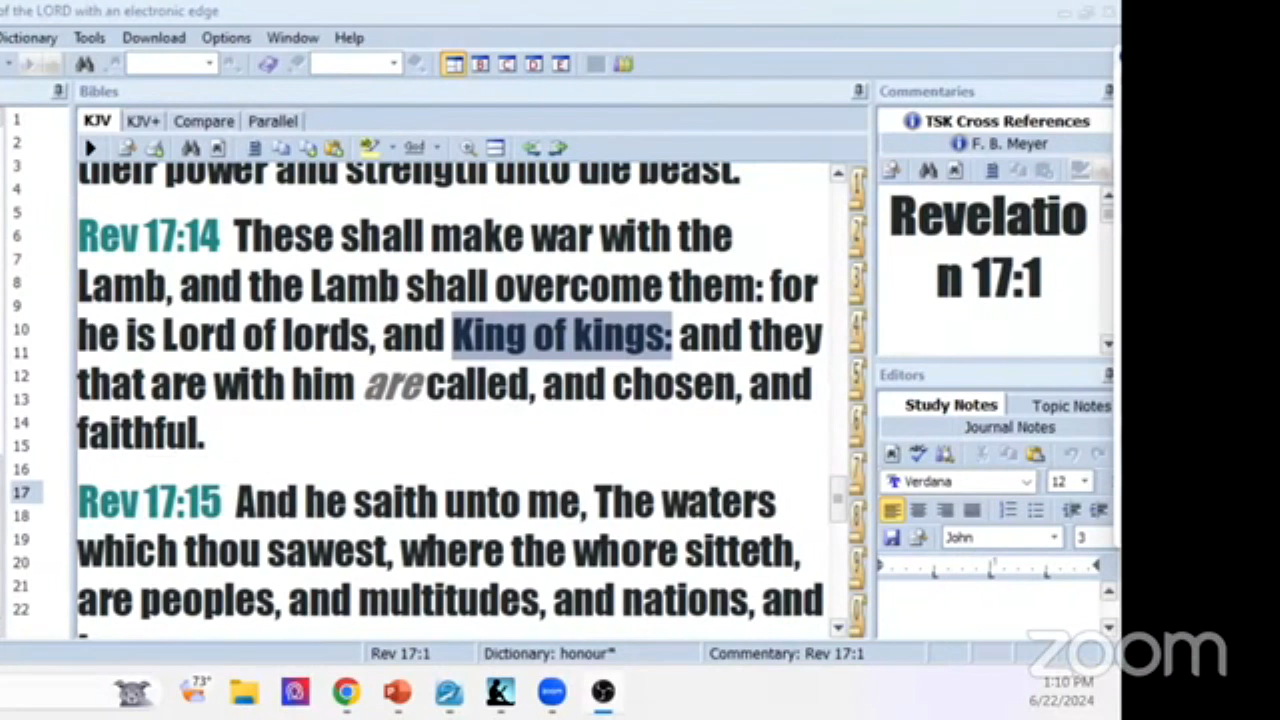 of the LORD with an electronic edge
Dictionary Tools Download Options Window Help
Bibles
KJV KJV+ Compare Parallel
their power and strength unto the beast.
Rev 17:14 These shall make war with the
Lamb, and the Lamb shall overcome them: for
he is Lord of lords, and King of kings: and they
that are with him are called, and chosen, and
faithful.
Rev 17:15 And he saith unto me, The waters
which thou sawest, where the whore sitteth,
are peoples, and multitudes, and nations, and
1
2
3
4
5
6
7
8
9
10
11
12
13
14
15
16
17
18
19
20
21
22
Commentaries
TSK Cross References
F. B. Meyer
Revelatio
n 17:1
Editors
Study Notes Topic Notes
Journal Notes
Verdana 12
John 3
Rev 17:1 Dictionary: honour* Commentary: Rev 17:1
zoom
73°
1:10 PM
6/22/2024